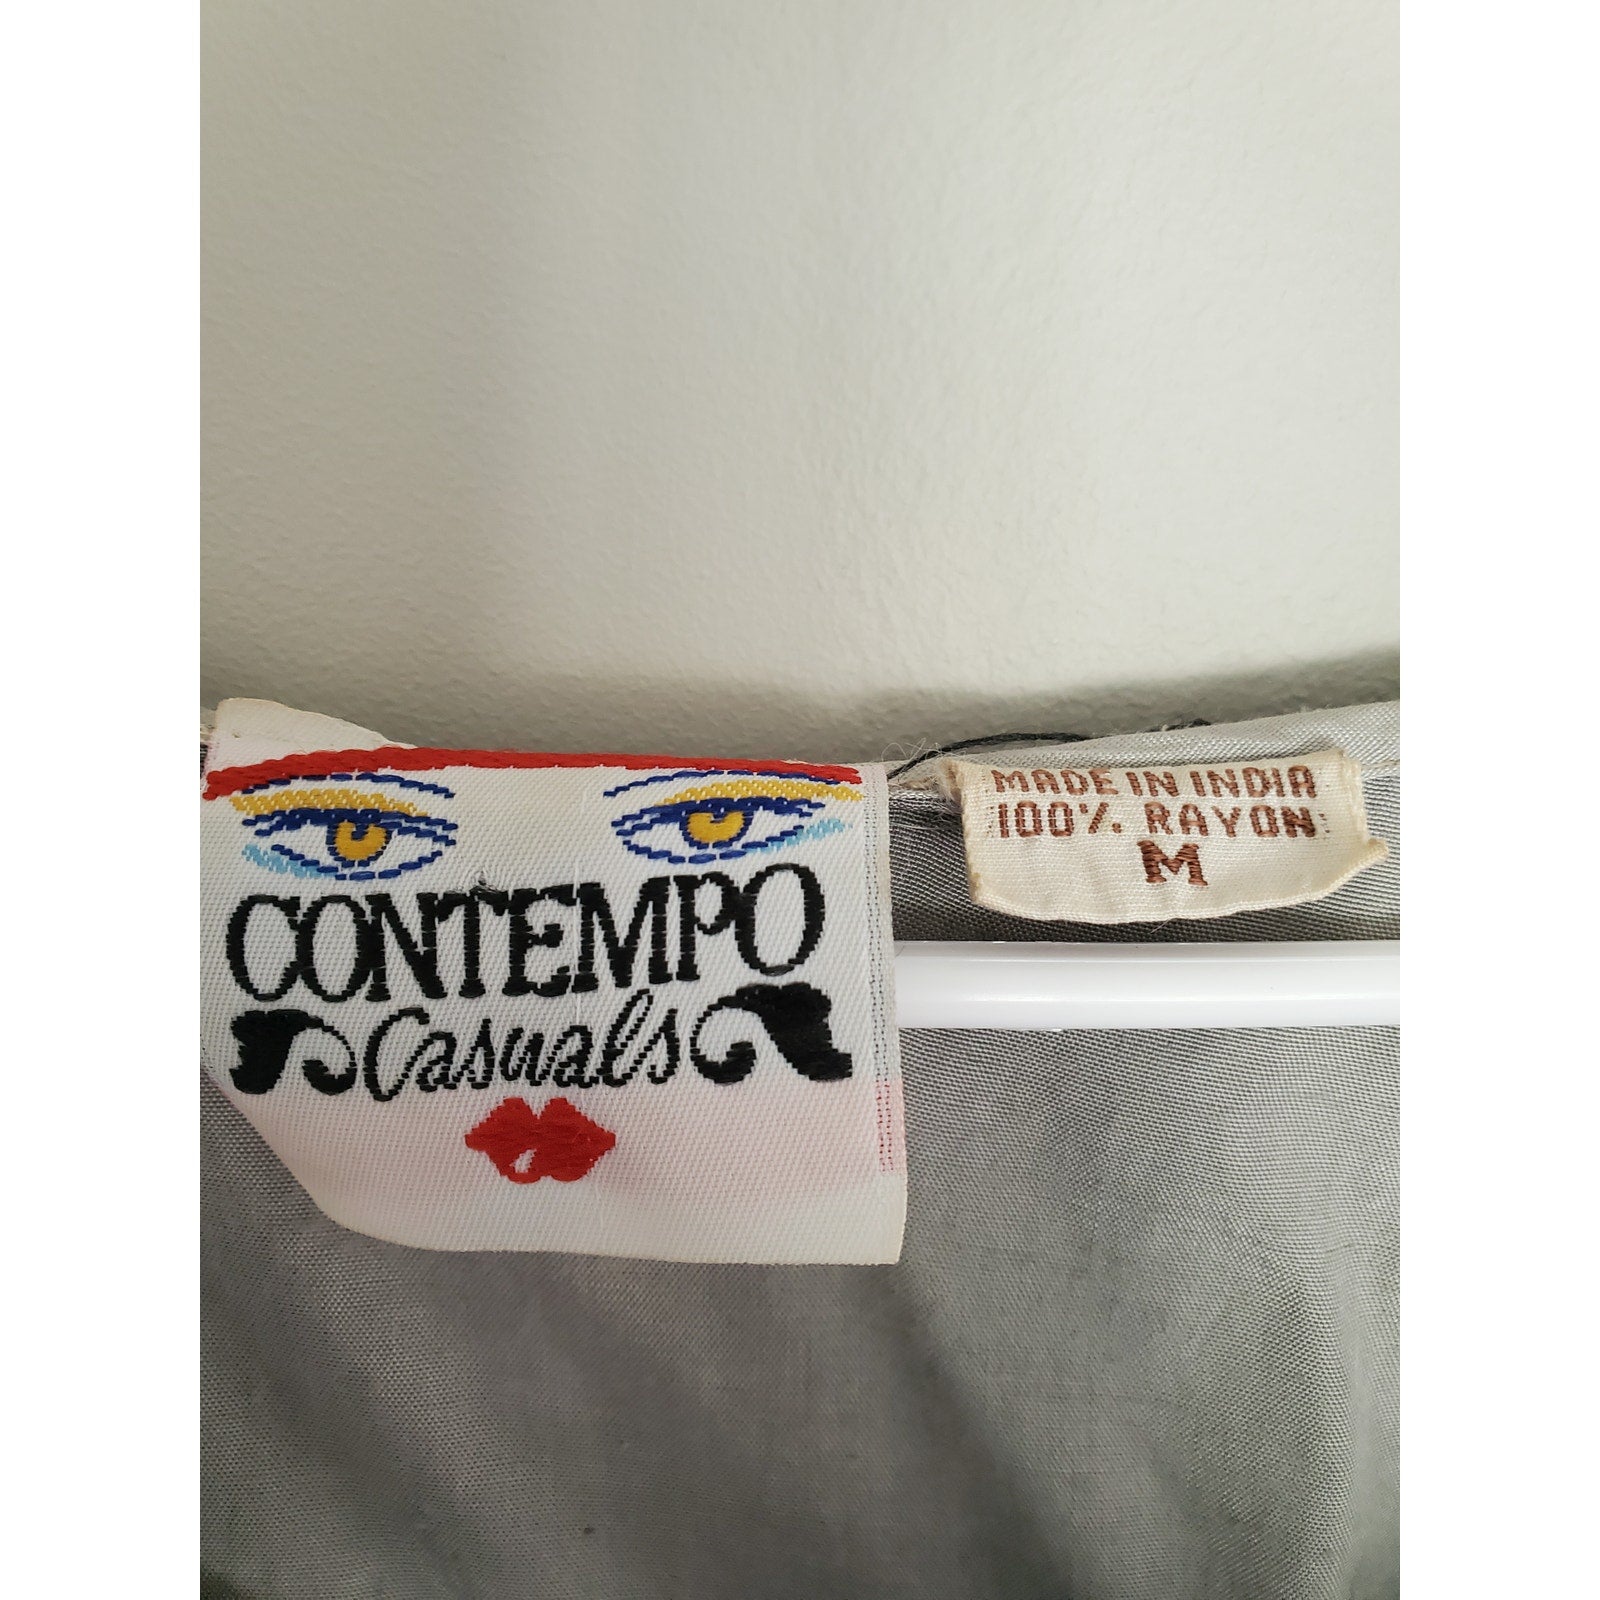 CONTEMPO
Casuals
MADE IN INDIA
100% RAYON
M